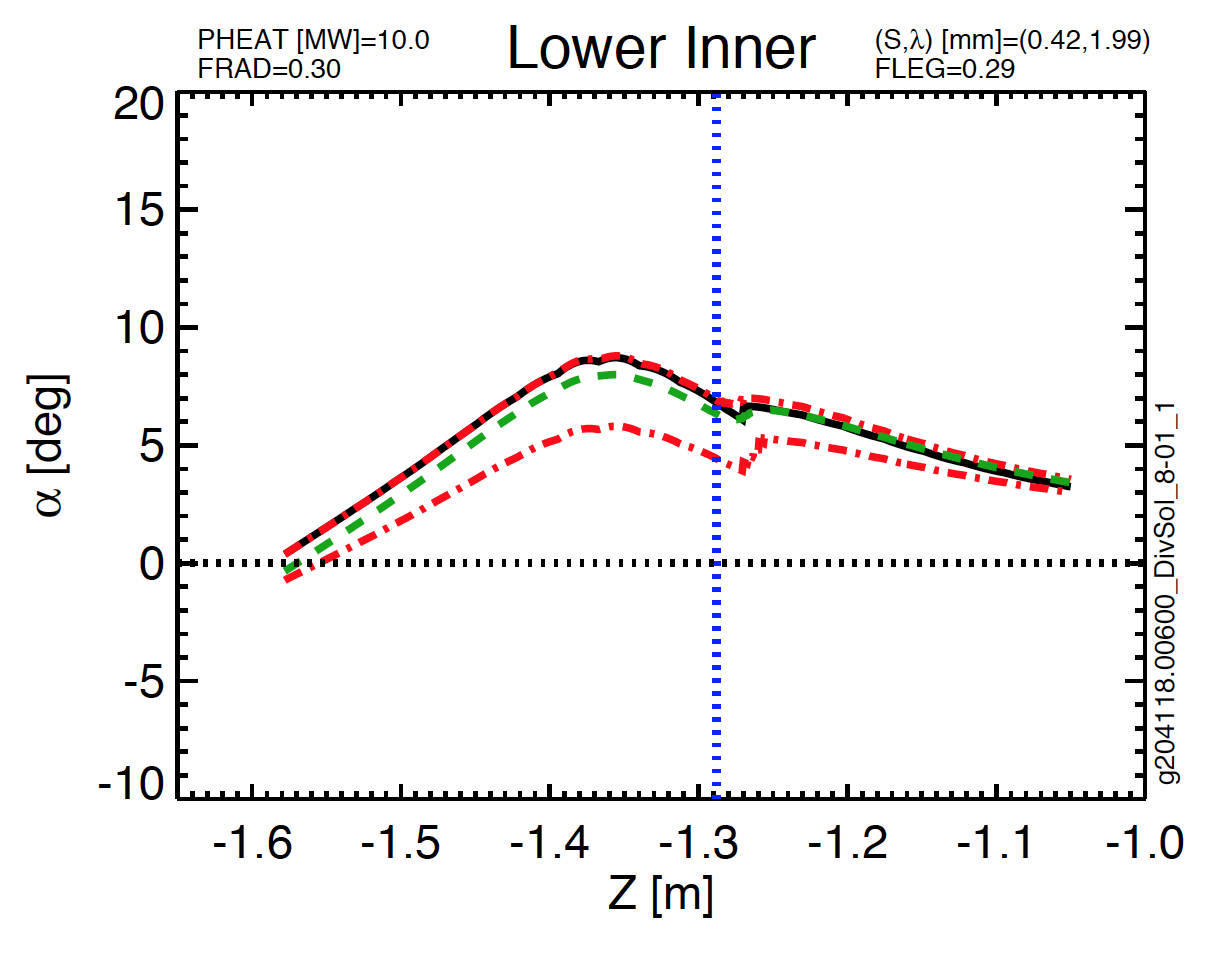 PHEAT [MW]=10.0
FRAD=0.30
Lower Inner
(S,λ) [mm]=(0.42,1.99)
FLEG=0.29
20
15
10
5
0
-5
-10
α [deg]
-1.6
-1.5
-1.4
-1.3
-1.2
-1.1
-1.0
Z [m]
g204118.00600_DivSol_8-01_1